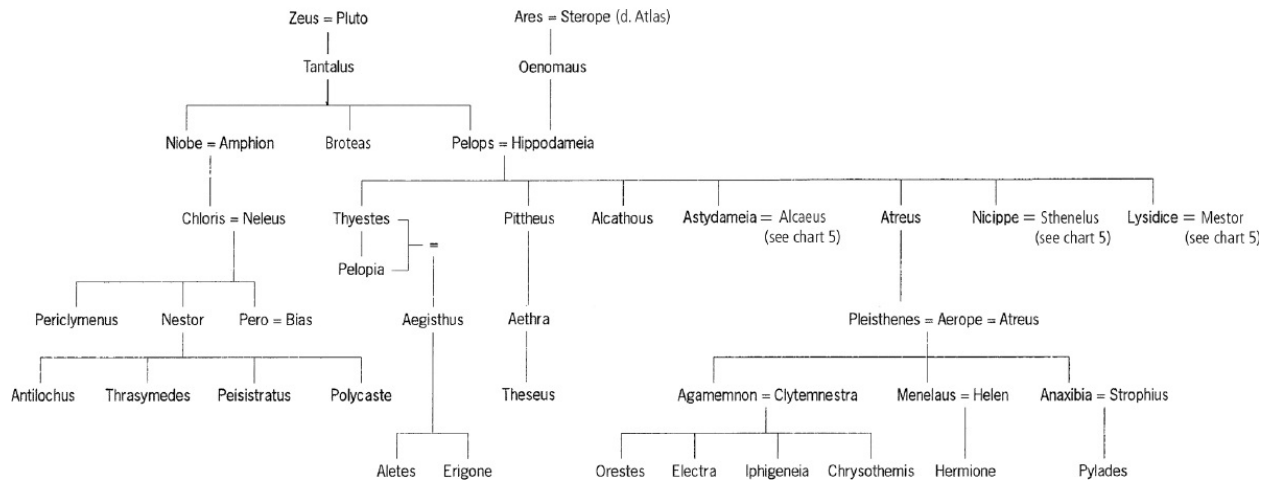 Zeus = Pluto Ares = Sterope (d. Atlas)
Tantalus Oenomaus
Niobe = Amphion Broteas Pelops = Hippodameia
Chloris = Neleus Thyestes Pittheus Alcathous Astydameia = Alcaeus Atreus Nicippe = Sthenelus Lysidice = Mestor
(see chart 5) (see chart 5) (see chart 5)
=
Pelopia
Periclymenus Nestor Pero = Bias Aegisthus Aethra Pleisthenes = Aerope = Atreus
Antilochus Thrasymedes Peisistratus Polycaste Theseus Agamemnon = Clytemnestra Menelaus = Helen Anaxibia = Strophius
Aletes Erigone Orestes Electra Iphigeneia Chrysothemis Hermione Pylades